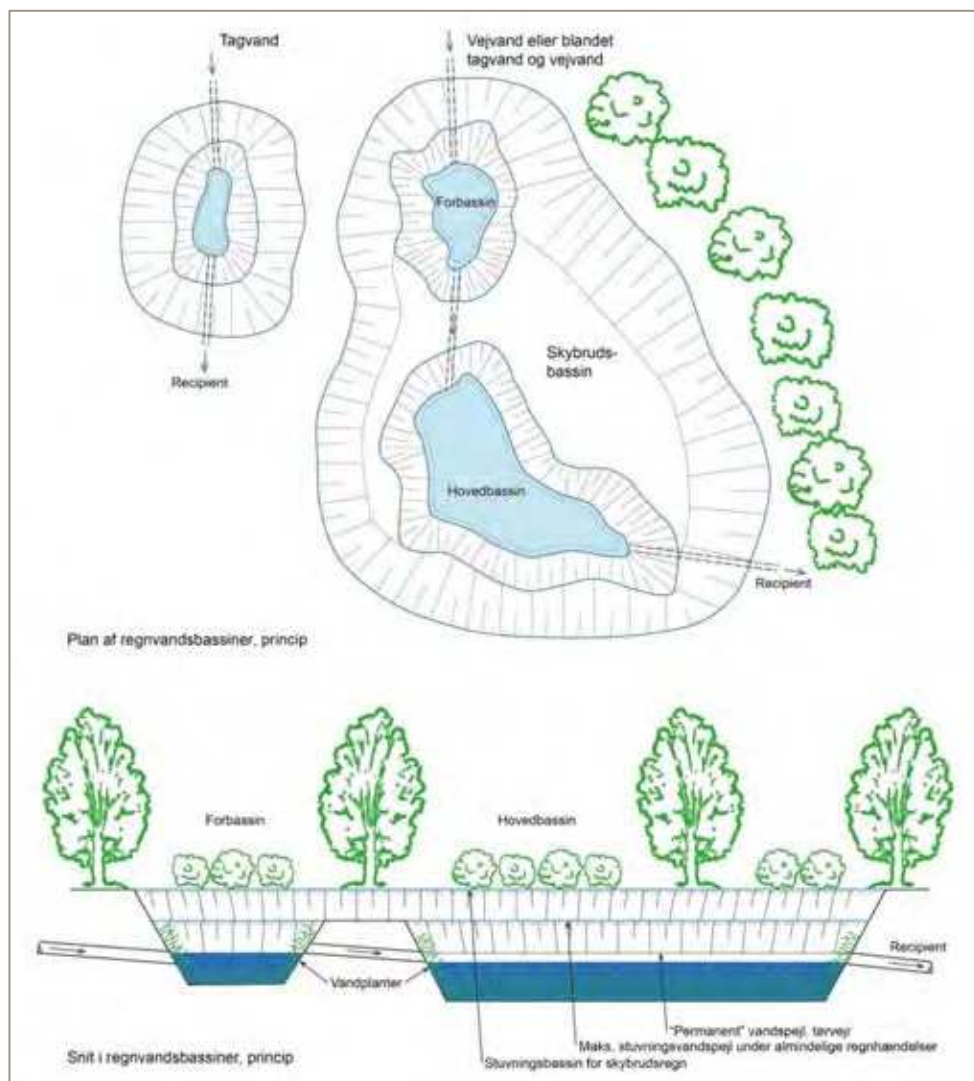 Tagvand
Vejvand eller blandet
tagvand og vejvand
Forbassin
Skybruds-
bassin
Recipient
Hovedbassin
Recipient
Plan af regnvandsbassiner, princip
Forbassin
Hovedbassin
Recipient
Vandplanter
"Permanent" vandspejl, tørvejr
Maks. stuvningsvandspejl under almindelige regnhændelser
Stuvningsbassin for skybrudsregn
Snit i regnvandsbassiner, princip